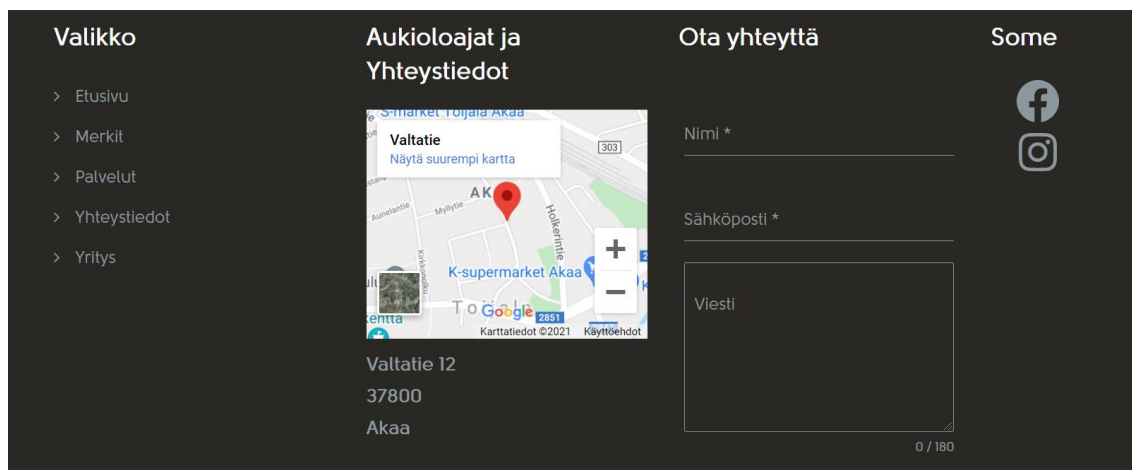 Valikko
Etusivu
Merkit
Palvelut
Yhteystiedot
Yritys
Aukioloajat ja
Yhteystiedot
S-market Toijala Akaa
Valtatie
Näytä suurempi kartta
303
Aunelantie
Myllytie
Holkerintie
Kirkkonolku
K-supermarket Akaa
Google
2851
Karttatiedot ©2021 Käyttöehdot
Valtatie 12
37800
Akaa
Ota yhteyttä
Nimi *
Sähköposti *
Viesti
0 / 180
Some